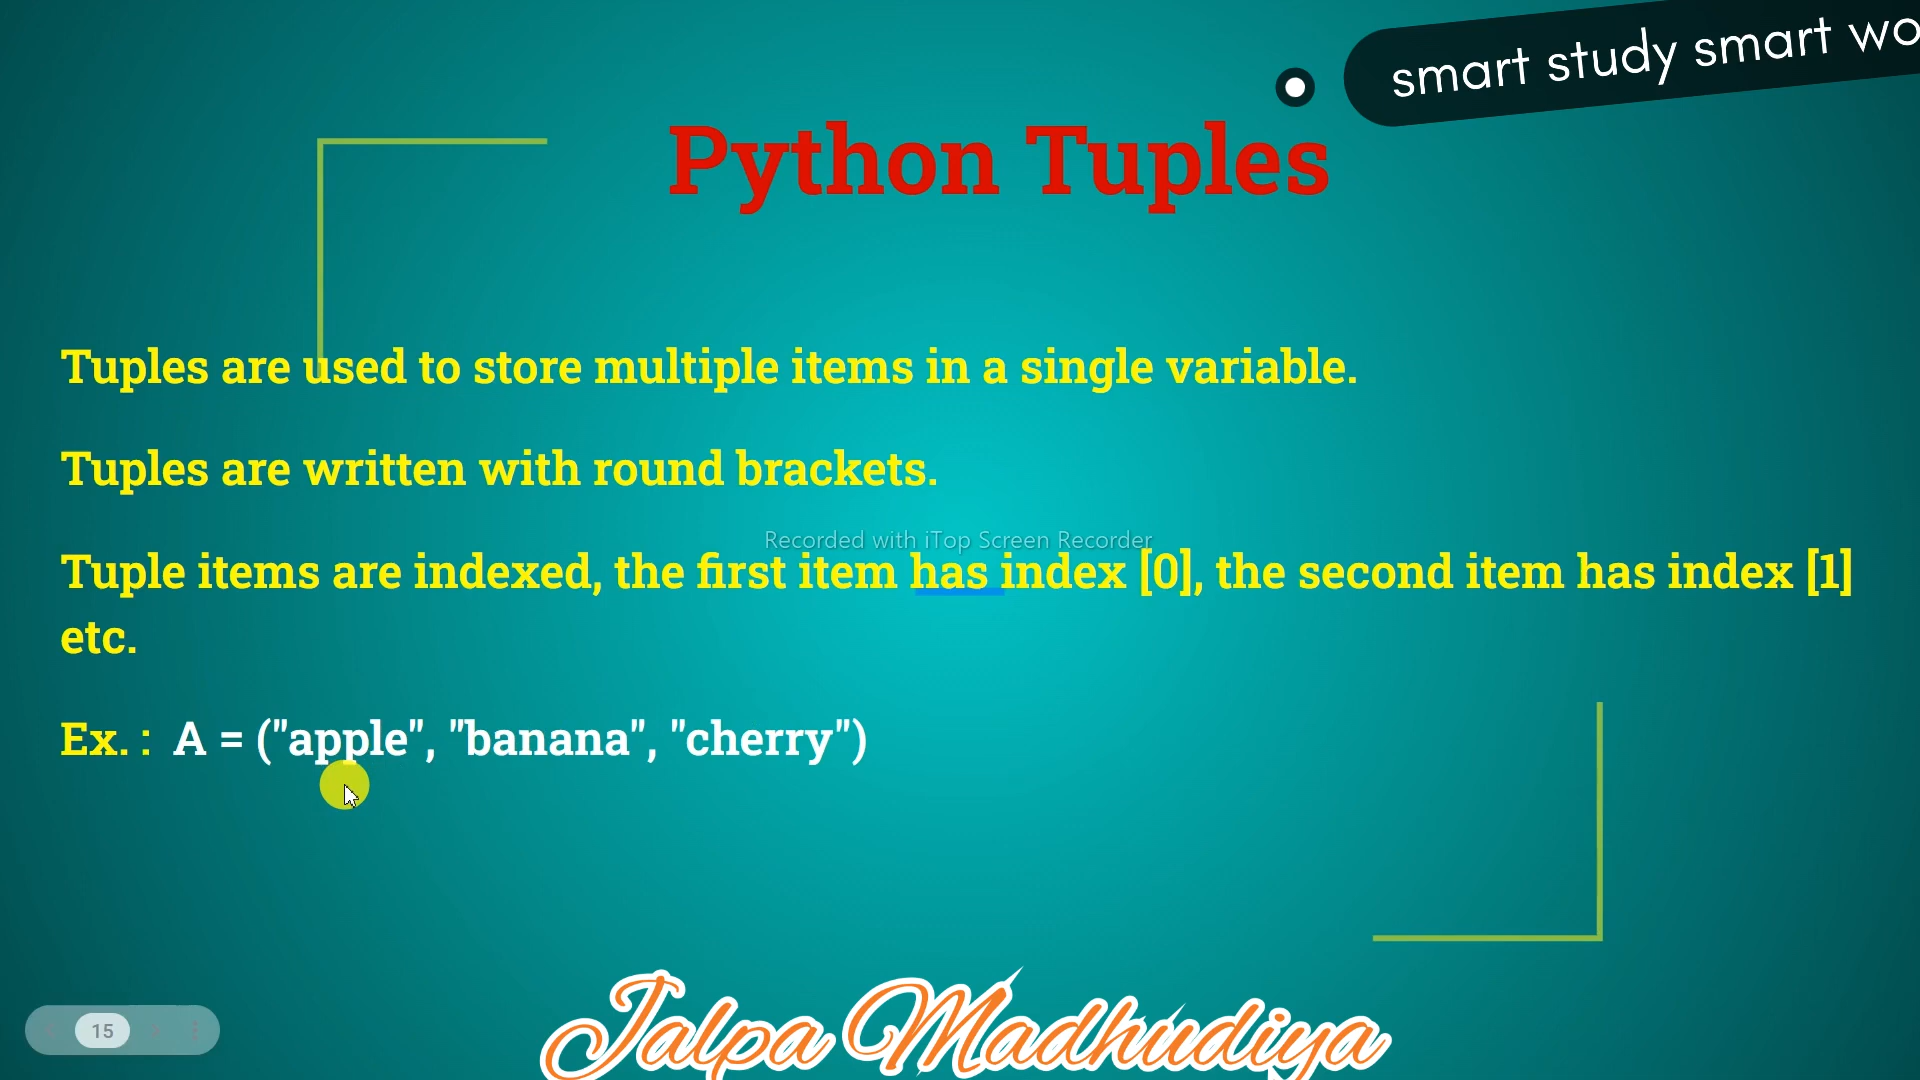 smart study smart wo
Python Tuples
Tuples are used to store multiple items in a single variable.
Tuples are written with round brackets.
Recorded with iTop Screen Recorder
Tuple items are indexed, the first item has index [0], the second item has index [1]
etc.
Ex. : A = ("apple", "banana", "cherry")
Jalpa Madhudiya
15